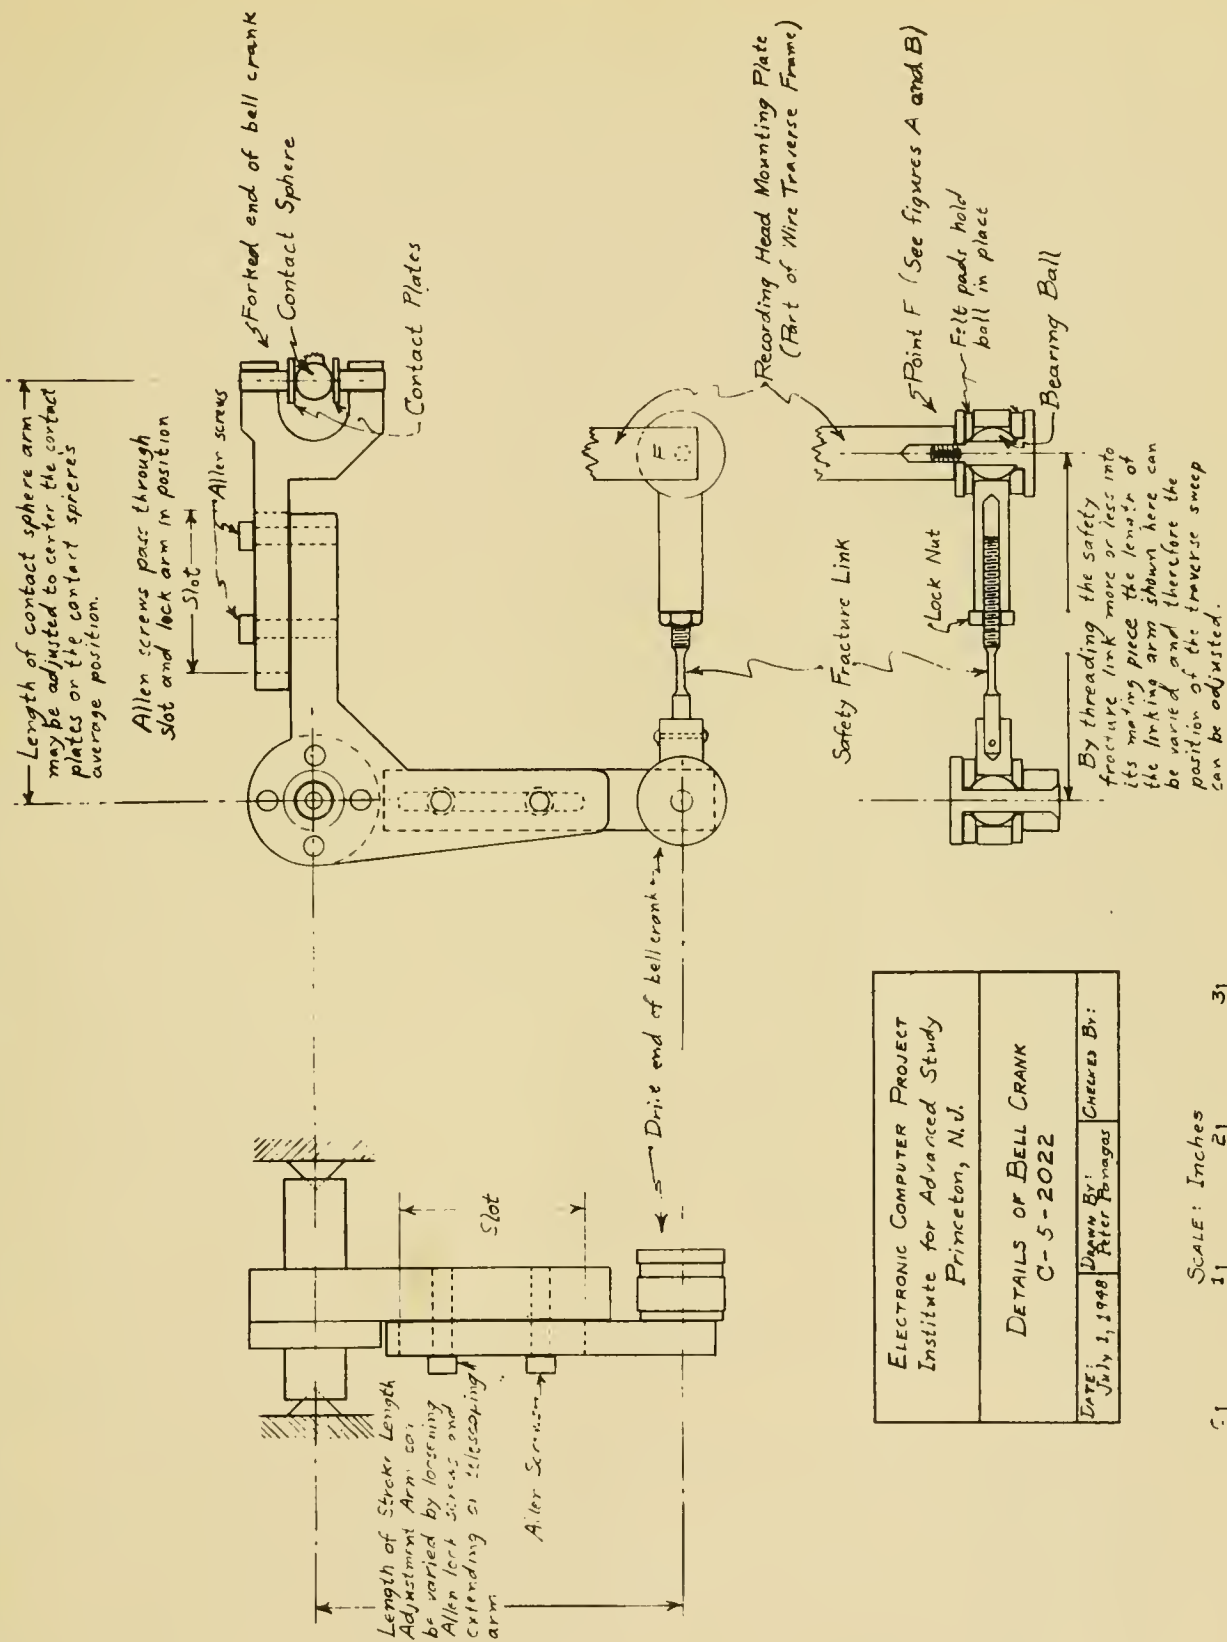 Length of contact sphere arm
may be adjusted to center the contact
plates on the contact spheres
average position.
Allen screws pass through
slot and lock arm in position
Slot
Allen screws
Forked end of bell crank
Contact Sphere
Contact Plates
Recording Head Mounting Plate
(Part of Wire Traverse Frame)
F
Point F (See figures A and B)
Felt pads hold
ball in place
Bearing Ball
Safety Fracture Link
Lock Nut
By threading the safety
fracture link more or less into
its mating piece the length of
the linking arm shown here can
be varied and therefore the
position of the traverse sweep
can be adjusted.
Drive end of bell crank
Slot
Length of Stroke Length
Adjustment Arm can
be varied by loosening
Allen lock screws and
extending or telescoping
arm
Allen Screws
ELECTRONIC COMPUTER PROJECT
Institute for Advanced Study
Princeton, N.J.
DETAILS OF BELL CRANK
C-5-2022
DATE:
July 1, 1948
DRAWN BY:
Peter Panagos
CHECKED BY:
SCALE: Inches
1 2 3